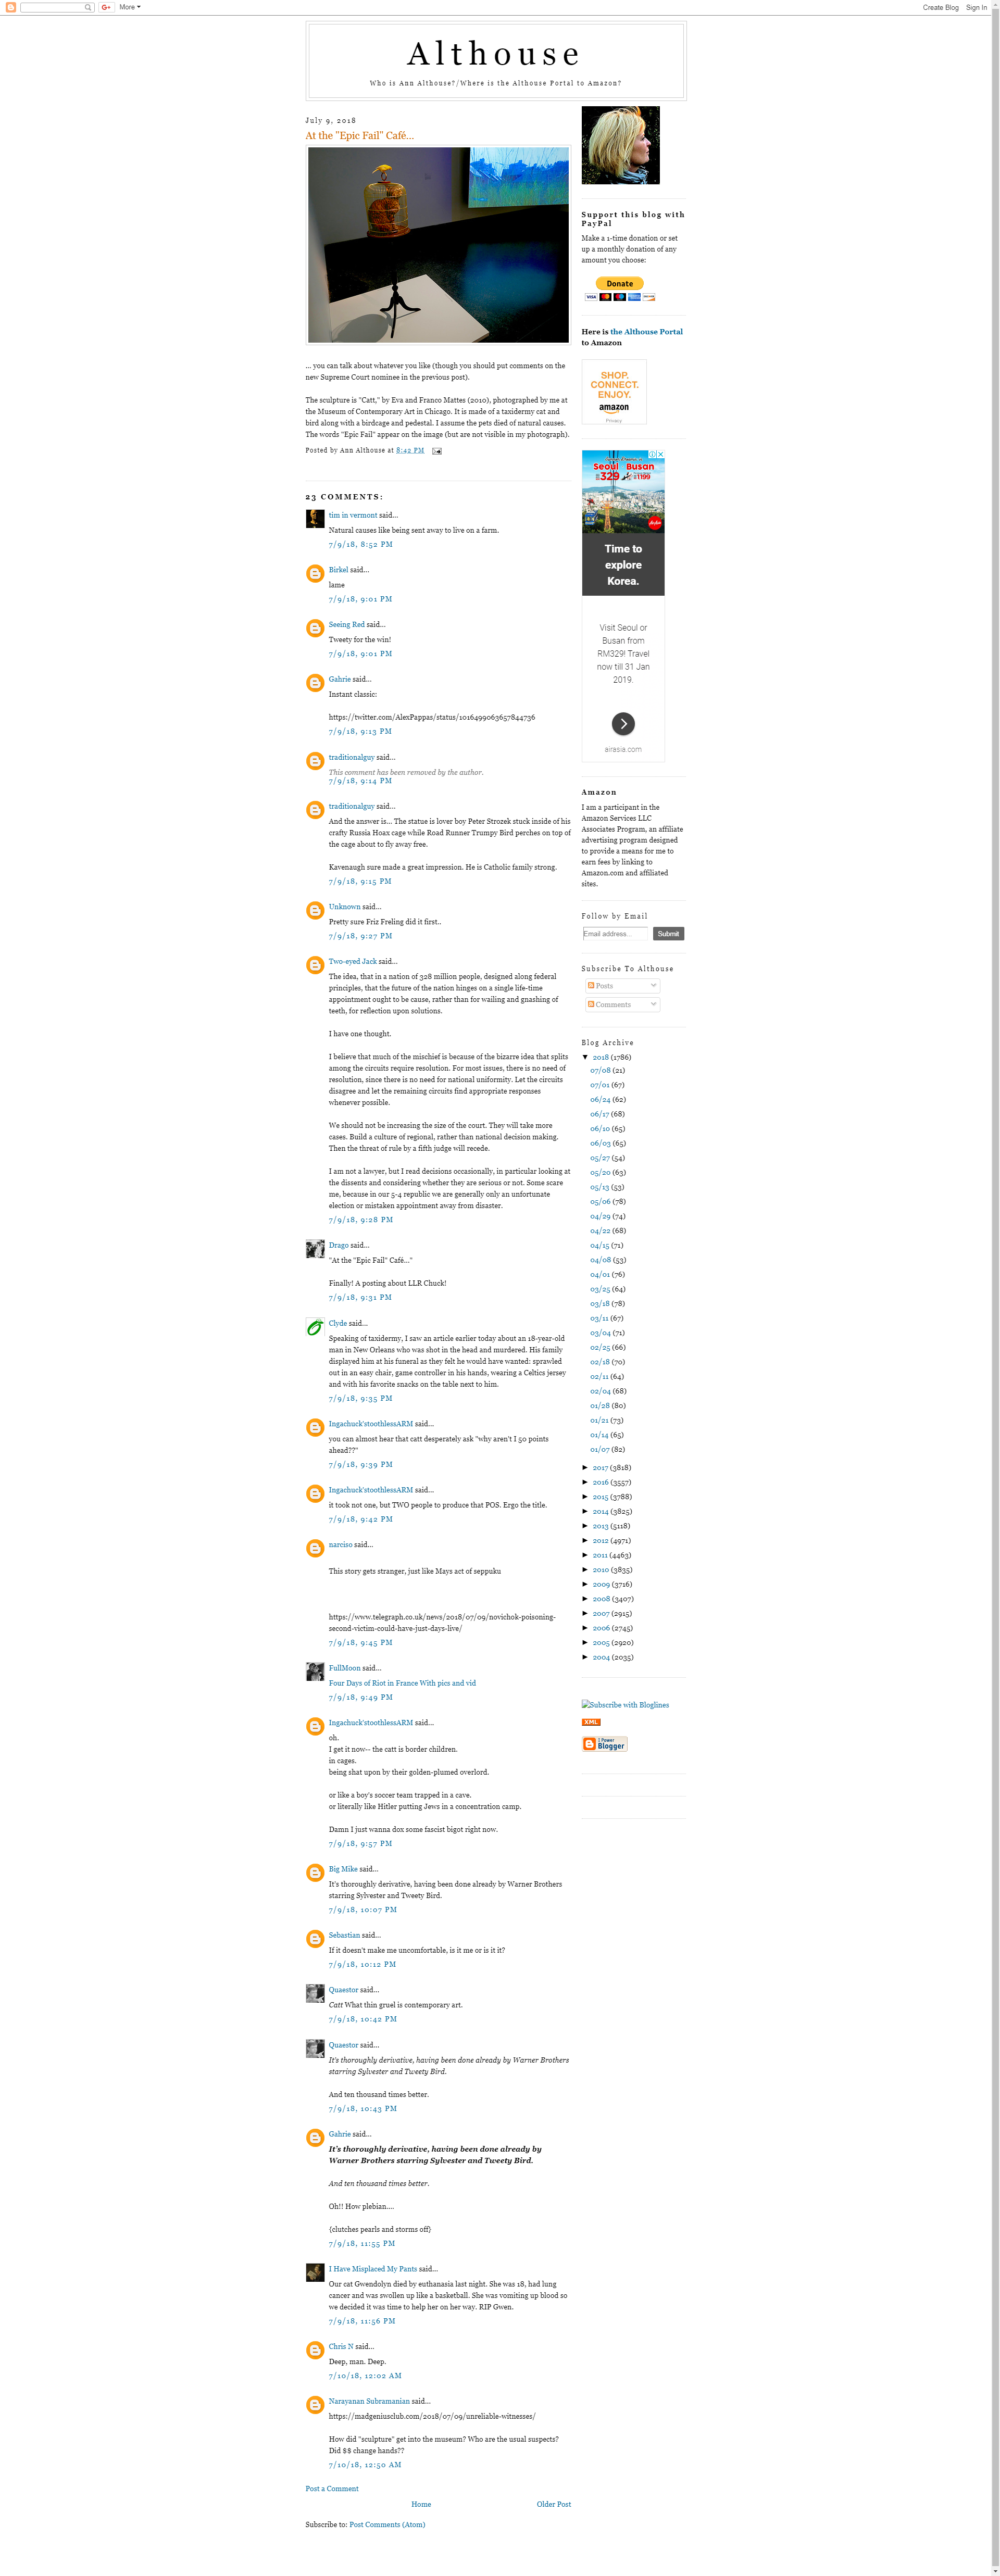 More
Create Blog Sign In
Althouse
Who is Ann Althouse?/Where is the Althouse Portal to Amazon?
July 9, 2018
At the "Epic Fail" Café...
... you can talk about whatever you like (though you should put comments on the
new Supreme Court nominee in the previous post).
The sculpture is "Catt," by Eva and Franco Mattes (2010), photographed by me at
the Museum of Contemporary Art in Chicago. It is made of a taxidermy cat and
bird along with a birdcage and pedestal. I assume the pets died of natural causes.
The words "Epic Fail" appear on the image (but are not visible in my photograph).
Posted by Ann Althouse at 8:42 PM
23 COMMENTS:
tim in vermont said...
Natural causes like being sent away to live on a farm.
7/9/18, 8:52 PM
Birkel said...
lame
7/9/18, 9:01 PM
Seeing Red said...
Tweety for the win!
7/9/18, 9:01 PM
Gahrie said...
Instant classic:
https://twitter.com/AlexPappas/status/1016499063657844736
7/9/18, 9:13 PM
traditionalguy said...
This comment has been removed by the author.
7/9/18, 9:14 PM
traditionalguy said...
And the answer is... The statue is lover boy Peter Strozek stuck inside of his
crafty Russia Hoax cage while Road Runner Trumpy Bird perches on top of
the cage about to fly away free.
Kavenaugh sure made a great impression. He is Catholic family strong.
7/9/18, 9:15 PM
Unknown said...
Pretty sure Friz Freling did it first..
7/9/18, 9:27 PM
Two-eyed Jack said...
The idea, that in a nation of 328 million people, designed along federal
principles, that the future of the nation hinges on a single life-time
appointment ought to be cause, rather than for wailing and gnashing of
teeth, for reflection upon solutions.
I have one thought.
I believe that much of the mischief is because of the bizarre idea that splits
among the circuits require resolution. For most issues, there is no need of
resolution, since there is no need for national uniformity. Let the circuits
disagree and let the remaining circuits find appropriate responses
whenever possible.
We should not be increasing the size of the court. They will take more
cases. Build a culture of regional, rather than national decision making.
Then the threat of rule by a fifth judge will recede.
I am not a lawyer, but I read decisions occasionally, in particular looking at
the dissents and considering whether they are serious or not. Some scare
me, because in our 5-4 republic we are generally only an unfortunate
election or mistaken appointment away from disaster.
7/9/18, 9:28 PM
Drago said...
"At the "Epic Fail" Café..."
Finally! A posting about LLR Chuck!
7/9/18, 9:31 PM
Clyde said...
Speaking of taxidermy, I saw an article earlier today about an 18-year-old
man in New Orleans who was shot in the head and murdered. His family
displayed him at his funeral as they felt he would have wanted: sprawled
out in an easy chair, game controller in his hands, wearing a Celtics jersey
and with his favorite snacks on the table next to him.
7/9/18, 9:35 PM
Ingachuck'stoothlessARM said...
you can almost hear that catt desperately ask "why aren't I 50 points
ahead??"
7/9/18, 9:39 PM
Ingachuck'stoothlessARM said...
it took not one, but TWO people to produce that POS. Ergo the title.
7/9/18, 9:42 PM
narciso said...
This story gets stranger, just like Mays act of seppuku
https://www.telegraph.co.uk/news/2018/07/09/novichok-poisoning-
second-victim-could-have-just-days-live/
7/9/18, 9:45 PM
FullMoon said...
Four Days of Riot in France With pics and vid
7/9/18, 9:49 PM
Ingachuck'stoothlessARM said...
oh.
I get it now-- the catt is border children.
in cages.
being shat upon by their golden-plumed overlord.
or like a boy's soccer team trapped in a cave.
or literally like Hitler putting Jews in a concentration camp.
Damn I just wanna dox some fascist bigot right now.
7/9/18, 9:57 PM
Big Mike said...
It's thoroughly derivative, having been done already by Warner Brothers
starring Sylvester and Tweety Bird.
7/9/18, 10:07 PM
Sebastian said...
If it doesn't make me uncomfortable, is it me or is it it?
7/9/18, 10:12 PM
Quaestor said...
Catt What thin gruel is contemporary art.
7/9/18, 10:42 PM
Quaestor said...
It's thoroughly derivative, having been done already by Warner Brothers
starring Sylvester and Tweety Bird.
And ten thousand times better.
7/9/18, 10:43 PM
Gahrie said...
It's thoroughly derivative, having been done already by
Warner Brothers starring Sylvester and Tweety Bird.
And ten thousand times better.
Oh!! How plebian....
{clutches pearls and storms off}
7/9/18, 11:55 PM
I Have Misplaced My Pants said...
Our cat Gwendolyn died by euthanasia last night. She was 18, had lung
cancer and was swollen up like a basketball. She was vomiting up blood so
we decided it was time to help her on her way. RIP Gwen.
7/9/18, 11:56 PM
Chris N said...
Deep, man. Deep.
7/10/18, 12:02 AM
Narayanan Subramanian said...
https://madgeniusclub.com/2018/07/09/unreliable-witnesses/
How did "sculpture" get into the museum? Who are the usual suspects?
Did $$ change hands??
7/10/18, 12:50 AM
Post a Comment
Home Older Post
Subscribe to: Post Comments (Atom)
Support this blog with
PayPal
Make a 1-time donation or set
up a monthly donation of any
amount you choose:
Donate
VISA
Here is the Althouse Portal
to Amazon
SHOP.
CONNECT.
ENJOY.
amazon
Privacy
Seoul Busan
329 1199
Time to
explore
Korea.
Visit Seoul or
Busan from
RM329! Travel
now till 31 Jan
2019.
airasia.com
Amazon
I am a participant in the
Amazon Services LLC
Associates Program, an affiliate
advertising program designed
to provide a means for me to
earn fees by linking to
Amazon.com and affiliated
sites.
Follow by Email
Email address... Submit
Subscribe To Althouse
Posts
Comments
Blog Archive
▼ 2018 (1786)
07/08 (21)
07/01 (67)
06/24 (62)
06/17 (68)
06/10 (65)
06/03 (65)
05/27 (54)
05/20 (63)
05/13 (53)
05/06 (78)
04/29 (74)
04/22 (68)
04/15 (71)
04/08 (53)
04/01 (76)
03/25 (64)
03/18 (78)
03/11 (67)
03/04 (71)
02/25 (66)
02/18 (70)
02/11 (64)
02/04 (68)
01/28 (80)
01/21 (74)
01/14 (65)
01/07 (82)
► 2017 (3818)
► 2016 (3557)
► 2015 (3788)
► 2014 (3825)
► 2013 (5118)
► 2012 (4971)
► 2011 (4463)
► 2010 (3835)
► 2009 (3716)
► 2008 (3407)
► 2007 (2915)
► 2006 (2745)
► 2005 (2920)
► 2004 (2035)
Subscribe with Bloglines
XML
I Power
Blogger